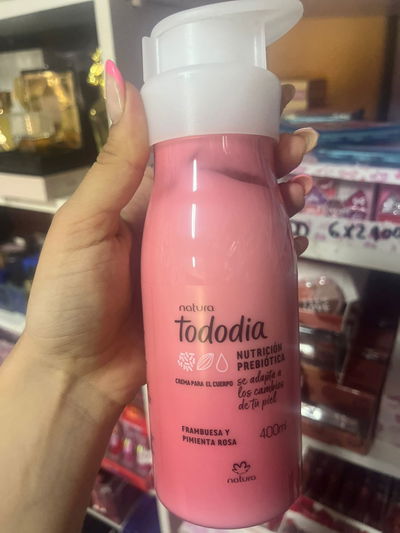 natura
tododia
NUTRICIÓN
PREBIÓTICA
CREMA PARA EL CUERPO
se adapta a
los cambios
de tu piel
FRAMBUESA Y
PIMIENTA ROSA
400ml
natura
6X2400